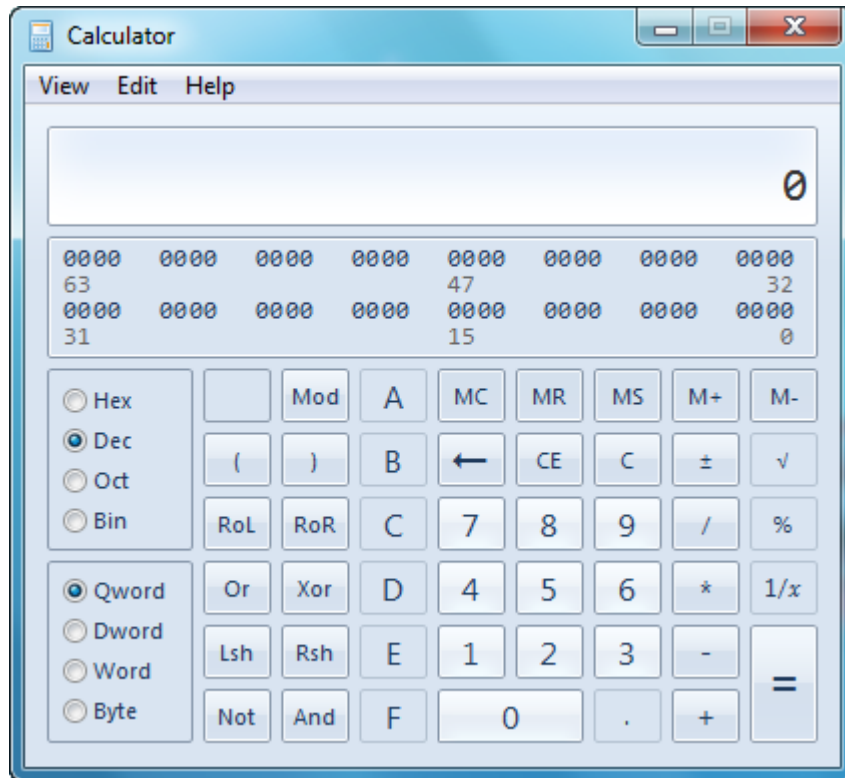 Calculator
View Edit Help
0
0000 0000 0000 0000 0000 0000 0000 0000
63 47 32
0000 0000 0000 0000 0000 0000 0000 0000
31 15 0
Hex
Dec
Oct
Bin
Qword
Dword
Word
Byte
Mod A MC MR MS M+ M-
( ) B ← CE C ± √
RoL RoR C 7 8 9 / %
Or Xor D 4 5 6 * 1/x
Lsh Rsh E 1 2 3 - =
Not And F 0 . +